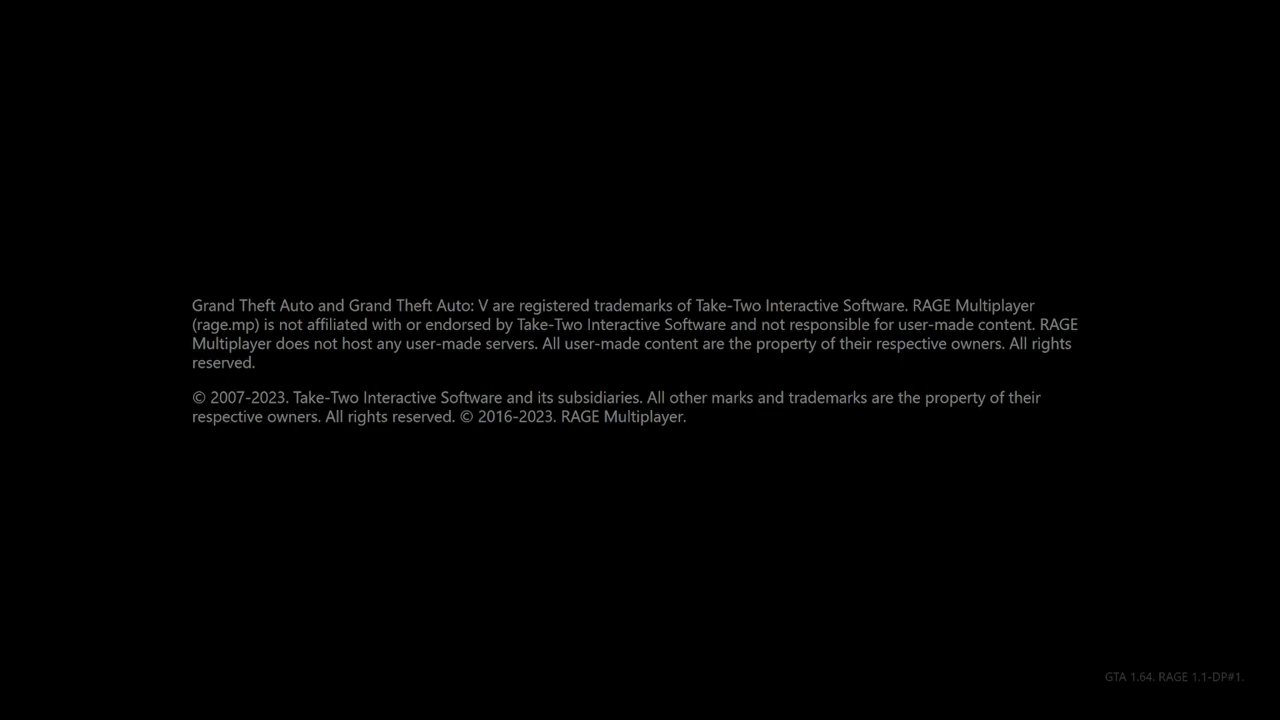 Grand Theft Auto and Grand Theft Auto: V are registered trademarks of Take-Two Interactive Software. RAGE Multiplayer
(rage.mp) is not affiliated with or endorsed by Take-Two Interactive Software and not responsible for user-made content. RAGE
Multiplayer does not host any user-made servers. All user-made content are the property of their respective owners. All rights
reserved.
© 2007-2023. Take-Two Interactive Software and its subsidiaries. All other marks and trademarks are the property of their
respective owners. All rights reserved. © 2016-2023. RAGE Multiplayer.
GTA 1.64. RAGE 1.1-DP#1.